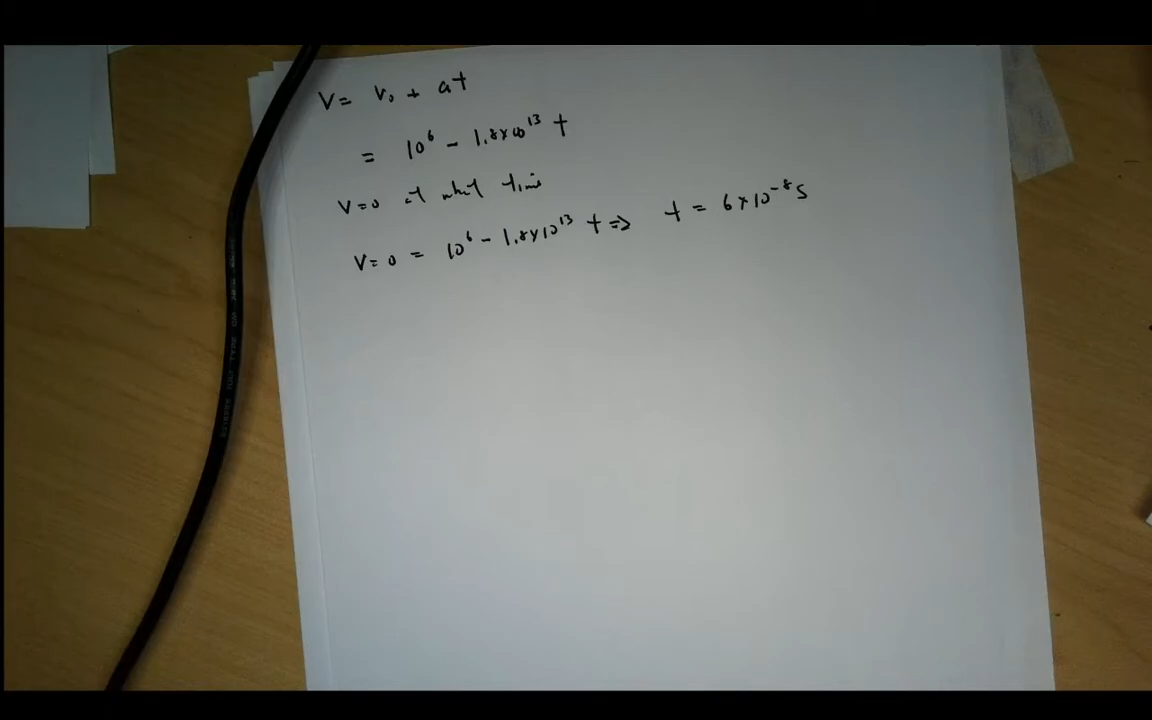 V = V₀ + at
= 10⁶ - 1.8×10¹³ t
V=0 at what time
V=0 = 10⁶ - 1.8×10¹³ t ⇒ t = 6×10⁻⁸ s